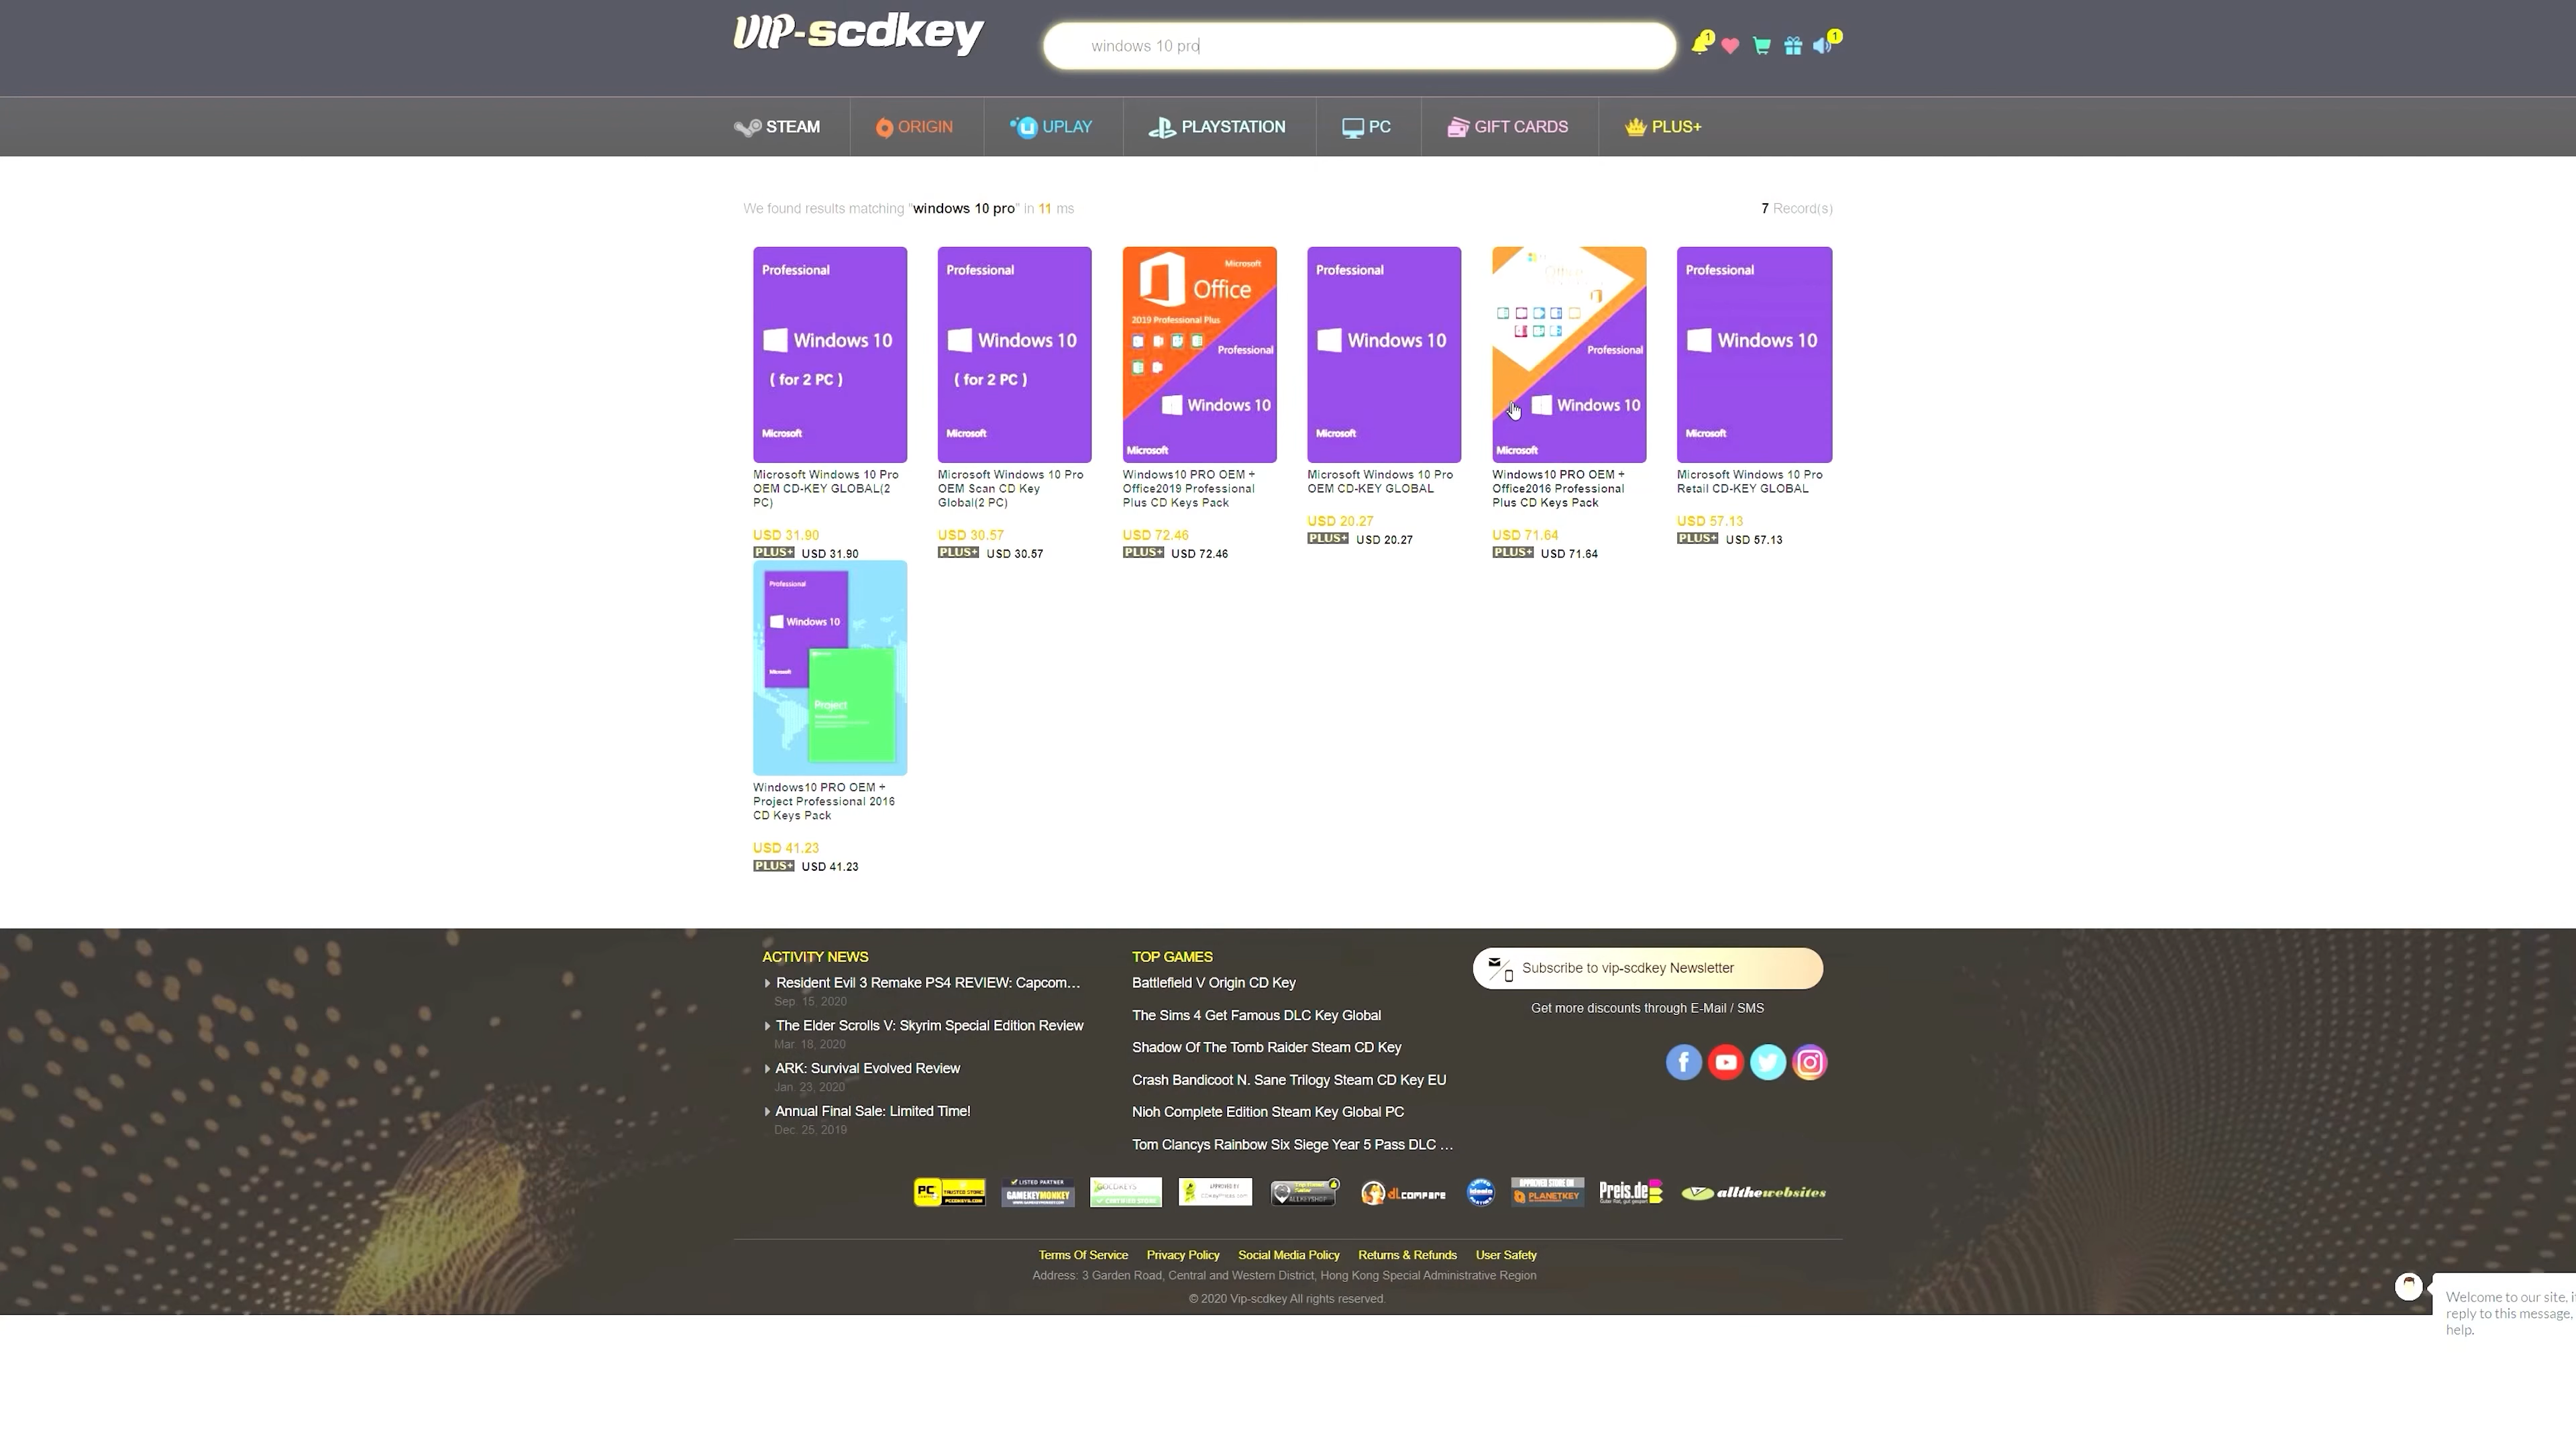 VIP-scdkey
windows 10 pro
1
1
STEAM
ORIGIN
UPLAY
PLAYSTATION
PC
GIFT CARDS
PLUS+
We found results matching "windows 10 pro" in 11 ms
7 Record(s)
Professional
Windows 10
( for 2 PC )
Microsoft
Microsoft Windows 10 Pro
OEM CD-KEY GLOBAL(2
PC)
USD 31.90
PLUS+ USD 31.90
Professional
Windows 10
( for 2 PC )
Microsoft
Microsoft Windows 10 Pro
OEM Scan CD Key
Global(2 PC)
USD 30.57
PLUS+ USD 30.57
Microsoft
Office
2019 Professional Plus
Professional
Windows 10
Microsoft
Windows10 PRO OEM +
Office2019 Professional
Plus CD Keys Pack
USD 72.46
PLUS+ USD 72.46
Professional
Windows 10
Microsoft
Microsoft Windows 10 Pro
OEM CD-KEY GLOBAL
USD 20.27
PLUS+ USD 20.27
Office
Professional
Windows 10
Microsoft
Windows10 PRO OEM +
Office2016 Professional
Plus CD Keys Pack
USD 71.64
PLUS+ USD 71.64
Professional
Windows 10
Microsoft
Microsoft Windows 10 Pro
Retail CD-KEY GLOBAL
USD 57.13
PLUS+ USD 57.13
Professional
Windows 10
Microsoft
Project
Windows10 PRO OEM +
Project Professional 2016
CD Keys Pack
USD 41.23
PLUS+ USD 41.23
ACTIVITY NEWS
Resident Evil 3 Remake PS4 REVIEW: Capcom...
Sep. 15, 2020
The Elder Scrolls V: Skyrim Special Edition Review
Mar. 18, 2020
ARK: Survival Evolved Review
Jan. 23, 2020
Annual Final Sale: Limited Time!
Dec. 25, 2019
TOP GAMES
Battlefield V Origin CD Key
The Sims 4 Get Famous DLC Key Global
Shadow Of The Tomb Raider Steam CD Key
Crash Bandicoot N. Sane Trilogy Steam CD Key EU
Nioh Complete Edition Steam Key Global PC
Tom Clancys Rainbow Six Siege Year 5 Pass DLC ...
Subscribe to vip-scdkey Newsletter
Get more discounts through E-Mail / SMS
PC
TRUSTED STORE
LISTED PARTNER
GAMEKEYMONKEY
GOCDKEYS
ALLKEYSHOP
dlcompare
idealo
APPROVED STORE ON
PLANETKEY
Preis.de
allthewebsites
Terms Of Service
Privacy Policy
Social Media Policy
Returns & Refunds
User Safety
Address: 3 Garden Road, Central and Western District, Hong Kong Special Administrative Region
© 2020 Vip-scdkey All rights reserved.
Welcome to our site, i
reply to this message,
help.